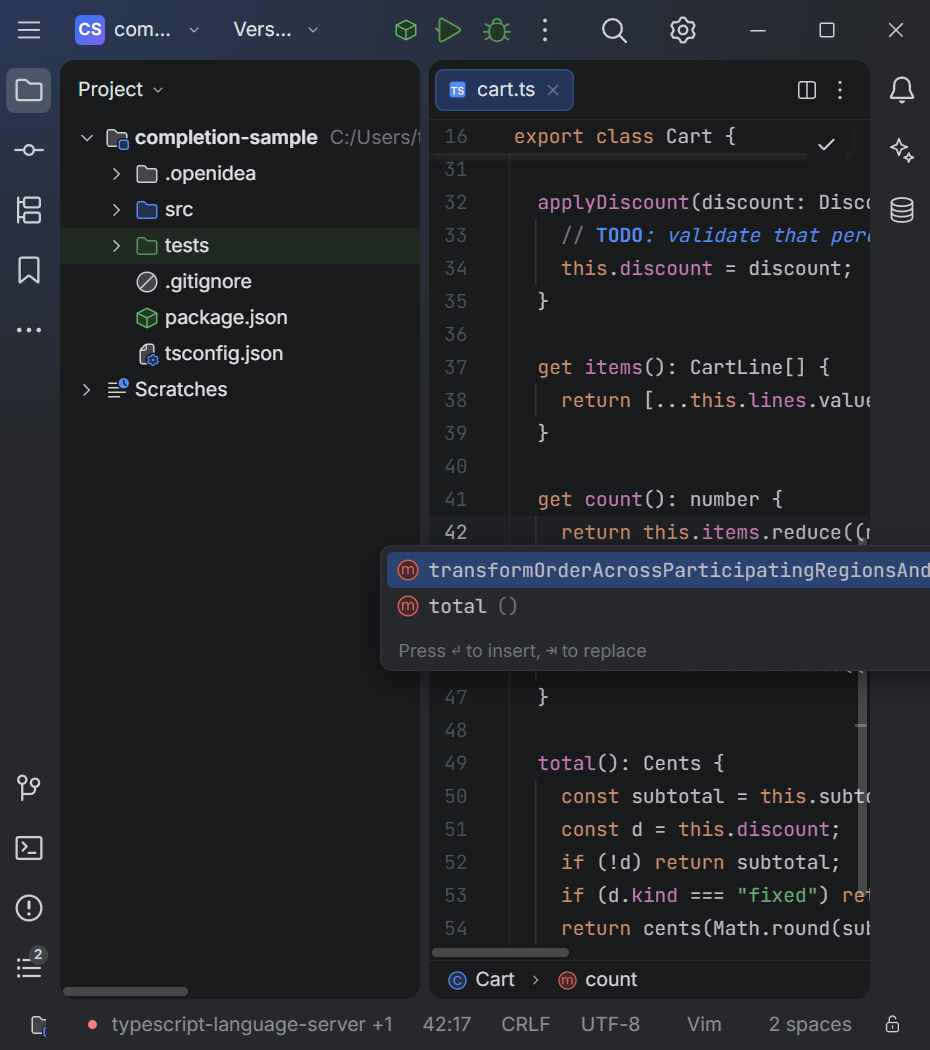 CS com... Vers...
Project
cart.ts
completion-sample C:/Users/
.openidea
src
tests
.gitignore
package.json
tsconfig.json
Scratches
16 export class Cart {
31
32 applyDiscount(discount: Disc
33 // TODO: validate that per
34 this.discount = discount;
35 }
36
37 get items(): CartLine[] {
38 return [...this.lines.value
39 }
40
41 get count(): number {
42 return this.items.reduce((
transformOrderAcrossParticipatingRegionsAnd
total ()
Press ↵ to insert, ⇥ to replace
47 }
48
49 total(): Cents {
50 const subtotal = this.subto
51 const d = this.discount;
52 if (!d) return subtotal;
53 if (d.kind === "fixed") ret
54 return cents(Math.round(sub
2
Cart › count
typescript-language-server +1 42:17 CRLF UTF-8 Vim 2 spaces